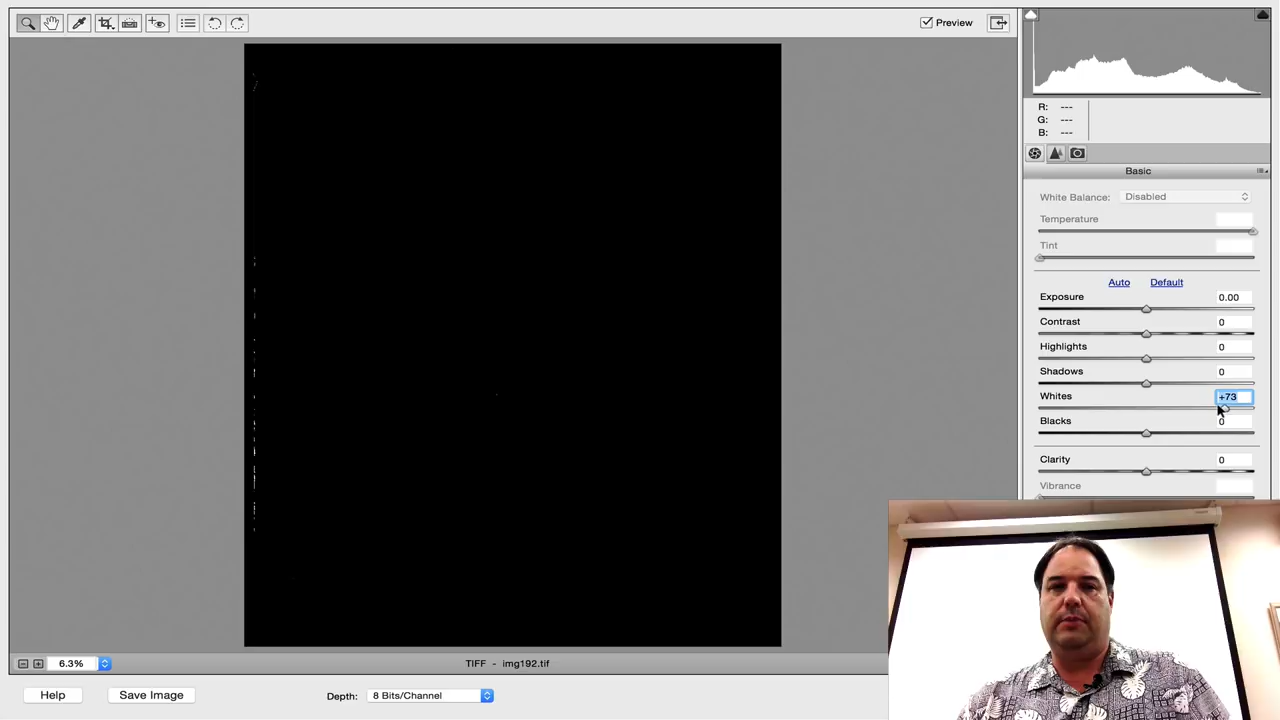 Preview
R: ---
G: ---
B: ---
Basic
White Balance: Disabled
Temperature
Tint
Auto Default
Exposure 0.00
Contrast 0
Highlights 0
Shadows 0
Whites +73
Blacks 0
Clarity 0
Vibrance
6.3% TIFF - img192.tif
Help Save Image Depth: 8 Bits/Channel